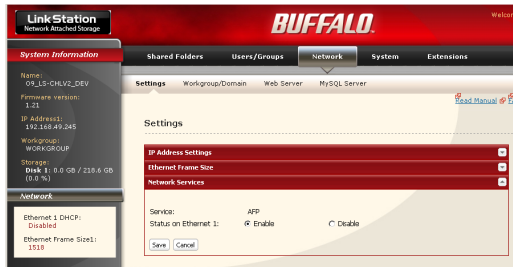 LinkStation
Network Attached Storage
BUFFALO.
Welcom
System Information
Shared Folders Users/Groups Network System Extensions
Settings Workgroup/Domain Web Server MySQL Server
Name:
09_LS-CHLV2_DEV
Firmware version:
1.21
IP Address1:
192.168.49.245
Workgroup:
WORKGROUP
Storage:
Disk 1: 0.0 GB / 218.6 GB
(0.0 %)
Network
Ethernet 1 DHCP:
Disabled
Ethernet Frame Size1:
1518
Read Manual
Settings
IP Address Settings
Ethernet Frame Size
Network Services
Service: AFP
Status on Ethernet 1: Enable Disable
Save Cancel